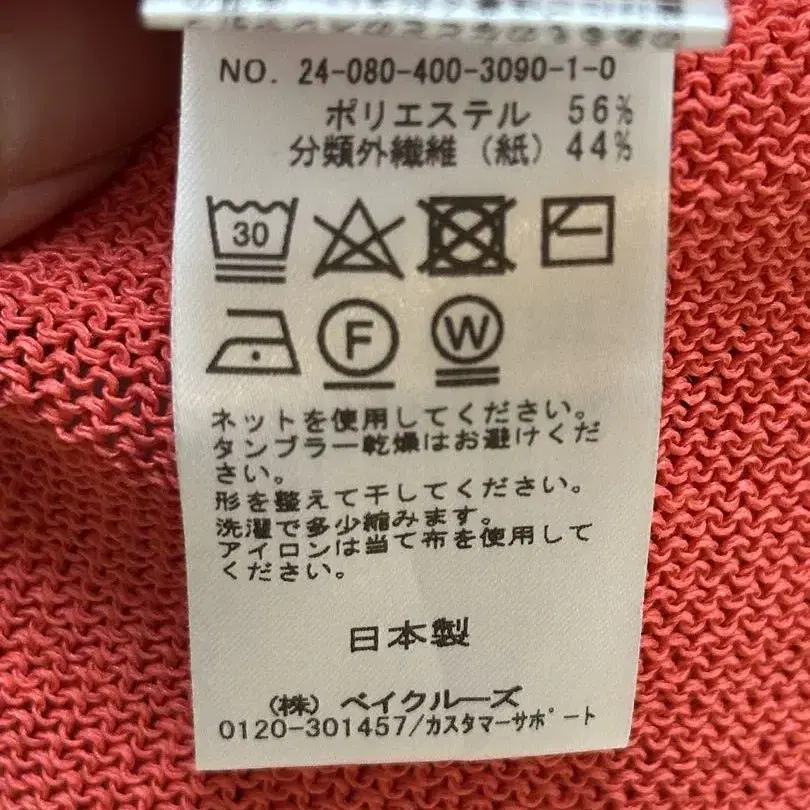 NO. 24-080-400-3090-1-0
ポリエステル 56%
分類外繊維（紙）44%
30
F W
ネットを使用してください。
タンブラー乾燥はお避けくだ
さい。
形を整えて干してください。
洗濯で多少縮みます。
アイロンは当て布を使用して
ください。
日本製
（株）ベイクルーズ
0120-301457/カスタマーサポート